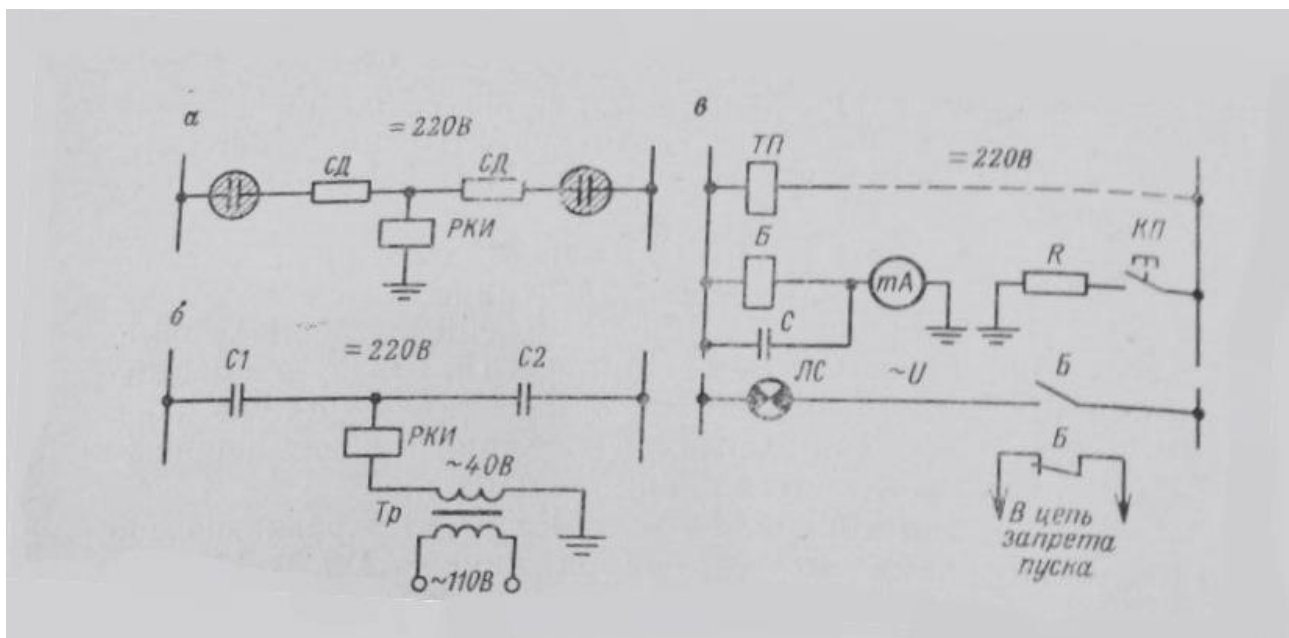 а
= 220В
СД
СД
РКИ
б
= 220В
С1
С2
РКИ
~40В
Тр
~110В
в
ТП
= 220В
Б
КП
R
mA
С
ЛС
~U
Б
Б
В цепь
запрета
пуска